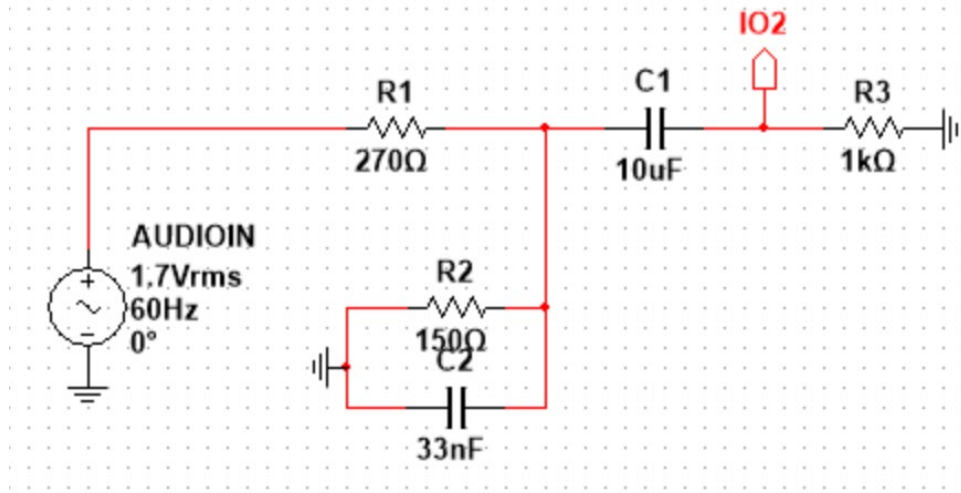 IO2
R1
270Ω
C1
10uF
R3
1kΩ
AUDIOIN
1.7Vrms
60Hz
0°
R2
150Ω
C2
33nF